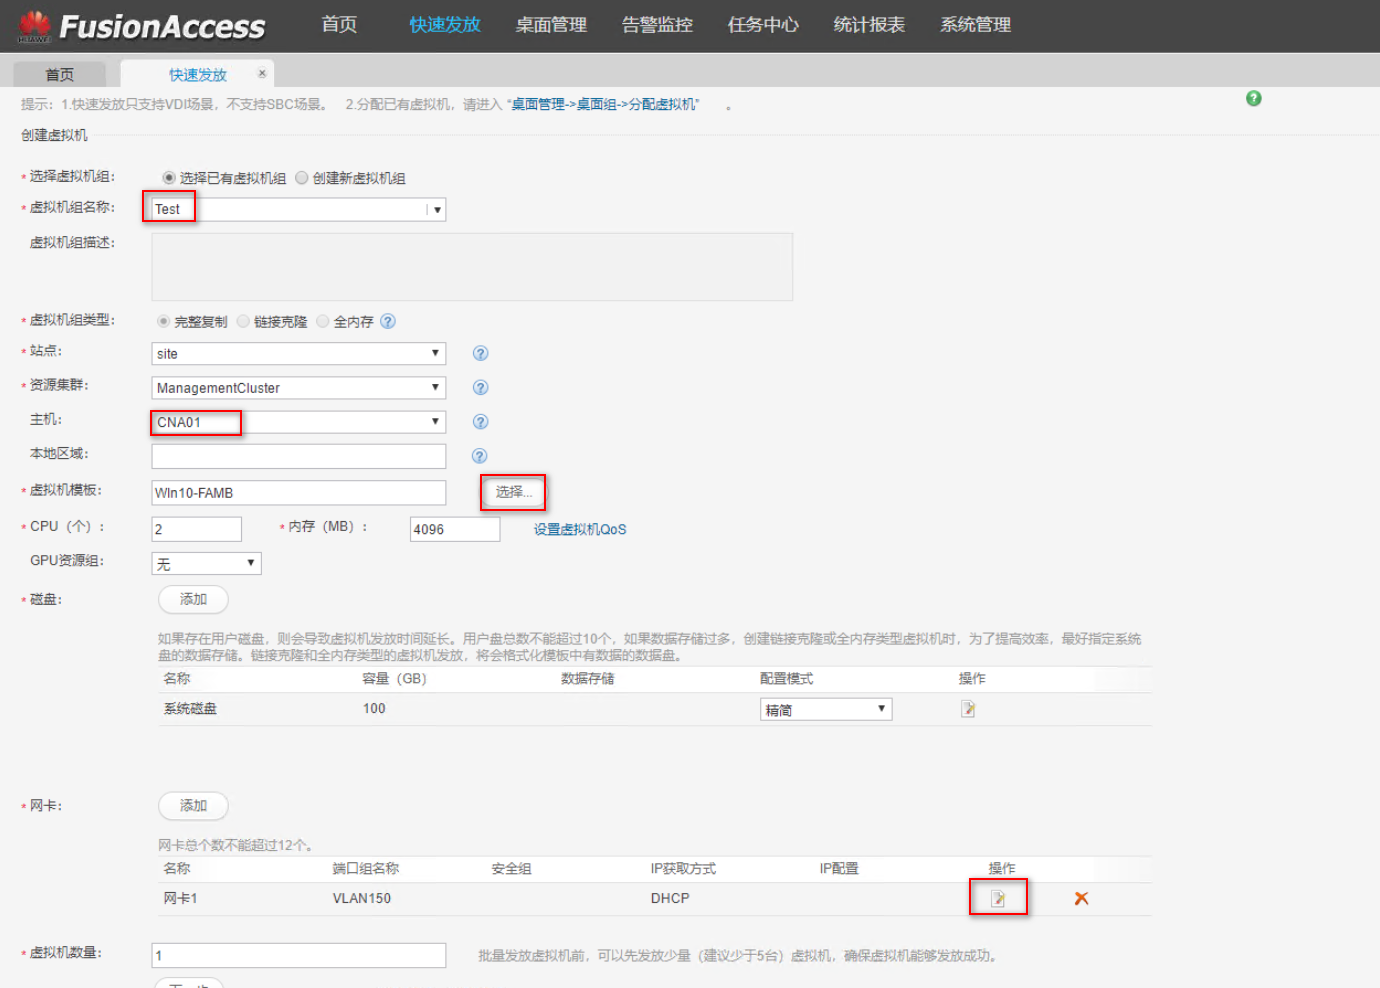 HUAWEI FusionAccess 首页 快速发放 桌面管理 告警监控 任务中心 统计报表 系统管理
首页 快速发放
提示：1.快速发放只支持VDI场景，不支持SBC场景。 2.分配已有虚拟机，请进入 “桌面管理->桌面组->分配虚拟机” 。
创建虚拟机
* 选择虚拟机组： 选择已有虚拟机组 创建新虚拟机组
* 虚拟机组名称： Test
虚拟机组描述：
* 虚拟机组类型： 完整复制 链接克隆 全内存
* 站点： site
* 资源集群： ManagementCluster
主机： CNA01
本地区域：
* 虚拟机模板： WIn10-FAMB 选择...
* CPU（个）： 2 * 内存（MB）： 4096 设置虚拟机QoS
GPU资源组： 无
* 磁盘： 添加
如果存在用户磁盘，则会导致虚拟机发放时间延长。用户盘总数不能超过10个，如果数据存储过多，创建链接克隆或全内存类型虚拟机时，为了提高效率，最好指定系统
盘的数据存储。链接克隆和全内存类型的虚拟机发放，将会格式化模板中有数据的数据盘。
名称 容量（GB） 数据存储 配置模式 操作
系统磁盘 100 精简
* 网卡： 添加
网卡总个数不能超过12个。
名称 端口组名称 安全组 IP获取方式 IP配置 操作
网卡1 VLAN150 DHCP
* 虚拟机数量： 1 批量发放虚拟机前，可以先发放少量（建议少于5台）虚拟机，确保虚拟机能够发放成功。